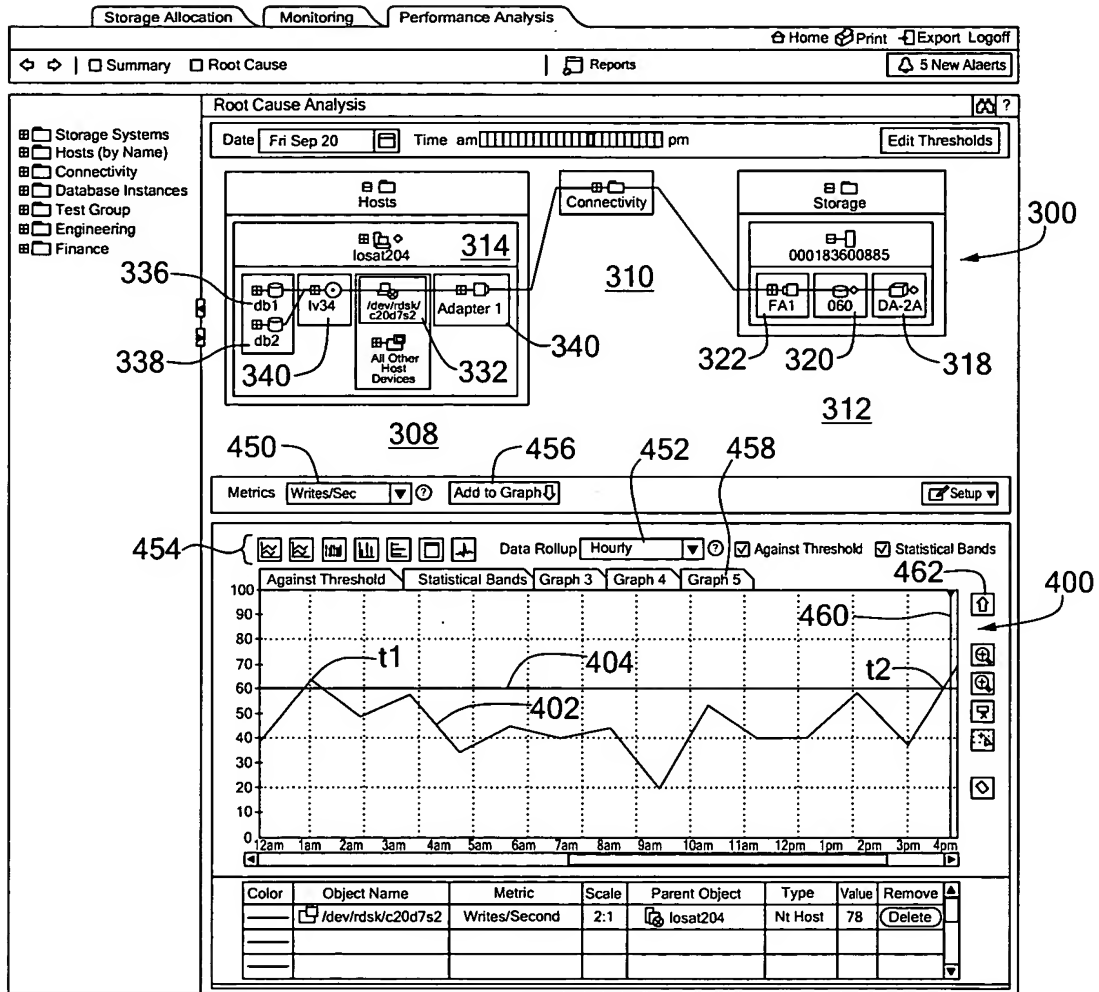 Storage Allocation Monitoring Performance Analysis
Home Print Export Logoff
Summary Root Cause Reports 5 New Alaerts
Root Cause Analysis ?
Storage Systems
Hosts (by Name)
Connectivity
Database Instances
Test Group
Engineering
Finance
Date Fri Sep 20 Time am pm Edit Thresholds
Hosts
Connectivity
Storage
300
losat204 314
000183600885
310
336
db1 lv34 /dev/rdsk/ c20d7s2 Adapter 1
FA1 060 DA-2A
338
db2
340
All Other Host Devices
332
340
322 320 318
308
312
450 456 452 458
Metrics Writes/Sec ? Add to Graph Setup
454
Data Rollup Hourly ? Against Threshold Statistical Bands
Against Threshold Statistical Bands Graph 3 Graph 4 Graph 5
462
400
460
100
90
80
70
60
50
40
30
20
10
0
t1
404
t2
402
12am 1am 2am 3am 4am 5am 6am 7am 8am 9am 10am 11am 12pm 1pm 2pm 3pm 4pm
Color Object Name Metric Scale Parent Object Type Value Remove
/dev/rdsk/c20d7s2 Writes/Second 2:1 losat204 Nt Host 78 Delete